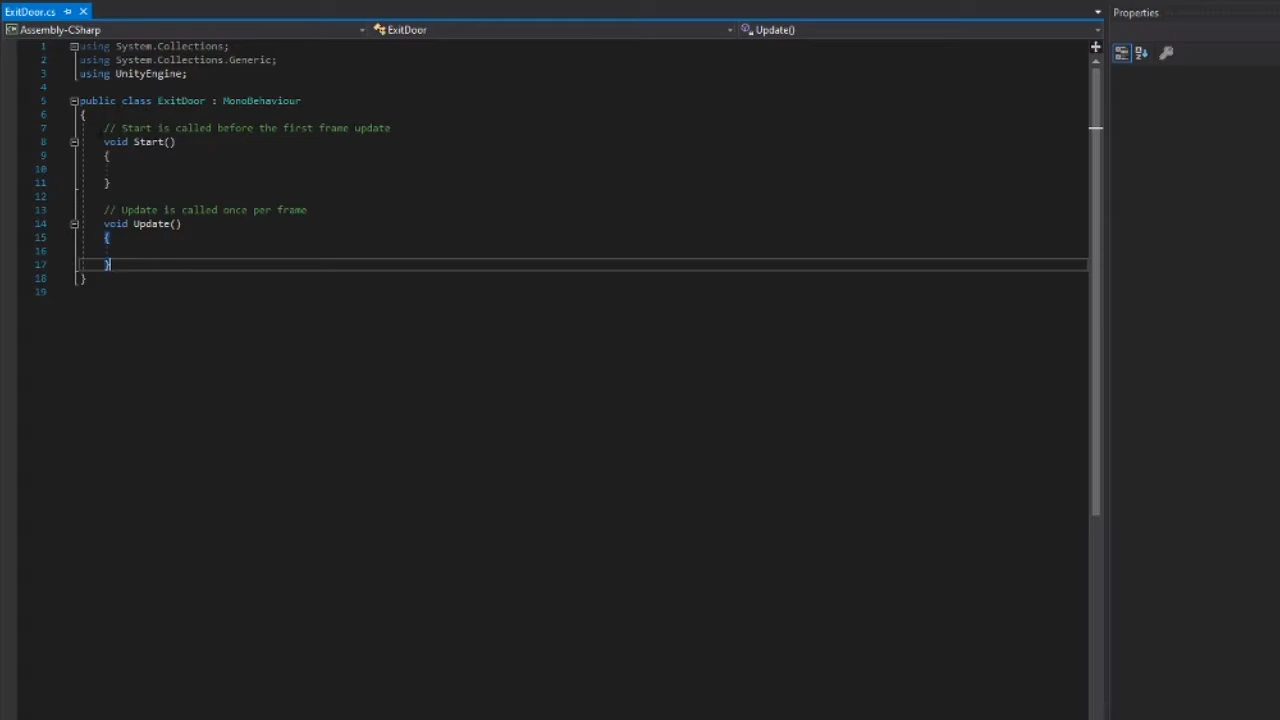 ExitDoor.cs
Properties
Assembly-CSharp
ExitDoor
Update()
1 using System.Collections;
2 using System.Collections.Generic;
3 using UnityEngine;
4
5 public class ExitDoor : MonoBehaviour
6 {
7 // Start is called before the first frame update
8 void Start()
9 {
10
11 }
12
13 // Update is called once per frame
14 void Update()
15 {
16
17 }
18 }
19